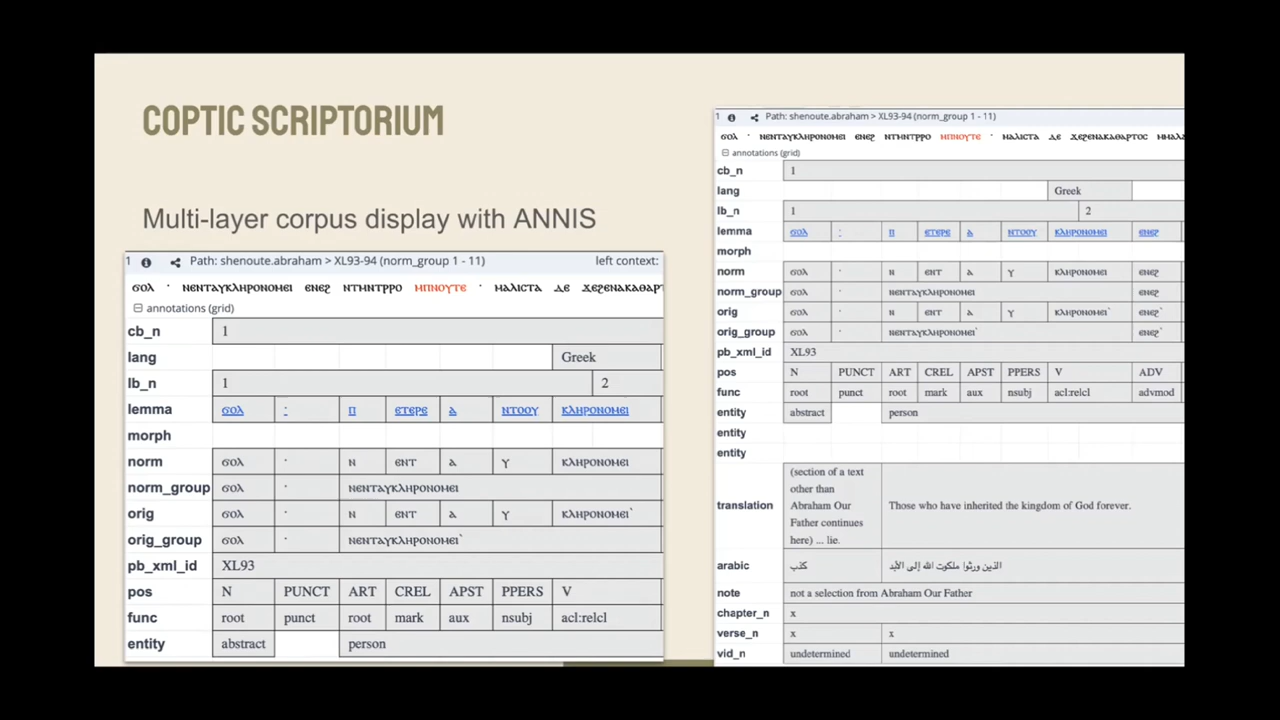 COPTIC SCRIPTORIUM
Multi-layer corpus display with ANNIS
1 Path: shenoute.abraham > XL93-94 (norm_group 1 - 11) left context:
ϭⲟⲗ · ⲛⲉⲛⲧⲁⲩⲕⲗⲏⲣⲟⲛⲟⲙⲉⲓ ⲉⲛⲉϩ ⲛⲧⲙⲛⲧⲣⲣⲟ ⲙⲡⲛⲟⲩⲧⲉ · ⲙⲁⲗⲓⲥⲧⲁ ⲇⲉ
annotations (grid)
cb_n 1
lang Greek
lb_n 1 2
lemma ϭⲟⲗ · ⲡ ⲉⲧⲉⲣⲉ ⲁ ⲛⲧⲟⲟⲩ ⲕⲗⲏⲣⲟⲛⲟⲙⲉⲓ
morph
norm ϭⲟⲗ · ⲛ ⲉⲛⲧ ⲁ ⲩ ⲕⲗⲏⲣⲟⲛⲟⲙⲉⲓ
norm_group ϭⲟⲗ · ⲛⲉⲛⲧⲁⲩⲕⲗⲏⲣⲟⲛⲟⲙⲉⲓ
orig ϭⲟⲗ · ⲛ ⲉⲛⲧ ⲁ ⲩ ⲕⲗⲏⲣⲟⲛⲟⲙⲉⲓ`
orig_group ϭⲟⲗ · ⲛⲉⲛⲧⲁⲩⲕⲗⲏⲣⲟⲛⲟⲙⲉⲓ`
pb_xml_id XL93
pos N PUNCT ART CREL APST PPERS V
func root punct root mark aux nsubj acl:relcl
entity abstract person
1 Path: shenoute.abraham > XL93-94 (norm_group 1 - 11)
ϭⲟⲗ · ⲛⲉⲛⲧⲁⲩⲕⲗⲏⲣⲟⲛⲟⲙⲉⲓ ⲉⲛⲉϩ ⲛⲧⲙⲛⲧⲣⲣⲟ ⲙⲡⲛⲟⲩⲧⲉ · ⲙⲁⲗⲓⲥⲧⲁ ⲇⲉ
annotations (grid)
cb_n 1
lang Greek
lb_n 1 2
lemma ϭⲟⲗ · ⲡ ⲉⲧⲉⲣⲉ ⲁ ⲛⲧⲟⲟⲩ ⲕⲗⲏⲣⲟⲛⲟⲙⲉⲓ ⲉⲛⲉϩ
morph
norm ϭⲟⲗ · ⲛ ⲉⲛⲧ ⲁ ⲩ ⲕⲗⲏⲣⲟⲛⲟⲙⲉⲓ ⲉⲛⲉϩ
norm_group ϭⲟⲗ · ⲛⲉⲛⲧⲁⲩⲕⲗⲏⲣⲟⲛⲟⲙⲉⲓ ⲉⲛⲉϩ
orig ϭⲟⲗ · ⲛ ⲉⲛⲧ ⲁ ⲩ ⲕⲗⲏⲣⲟⲛⲟⲙⲉⲓ` ⲉⲛⲉϩ`
orig_group ϭⲟⲗ · ⲛⲉⲛⲧⲁⲩⲕⲗⲏⲣⲟⲛⲟⲙⲉⲓ` ⲉⲛⲉϩ`
pb_xml_id XL93
pos N PUNCT ART CREL APST PPERS V ADV
func root punct root mark aux nsubj acl:relcl advmod
entity abstract person
entity
entity
(section of a text
other than
translation Abraham Our Those who have inherited the kingdom of God forever.
Father continues
here) ... lie.
arabic كذب الذين ورثوا ملكوت الله إلى الأبد
note not a selection from Abraham Our Father
chapter_n x
verse_n x x
vid_n undetermined undetermined